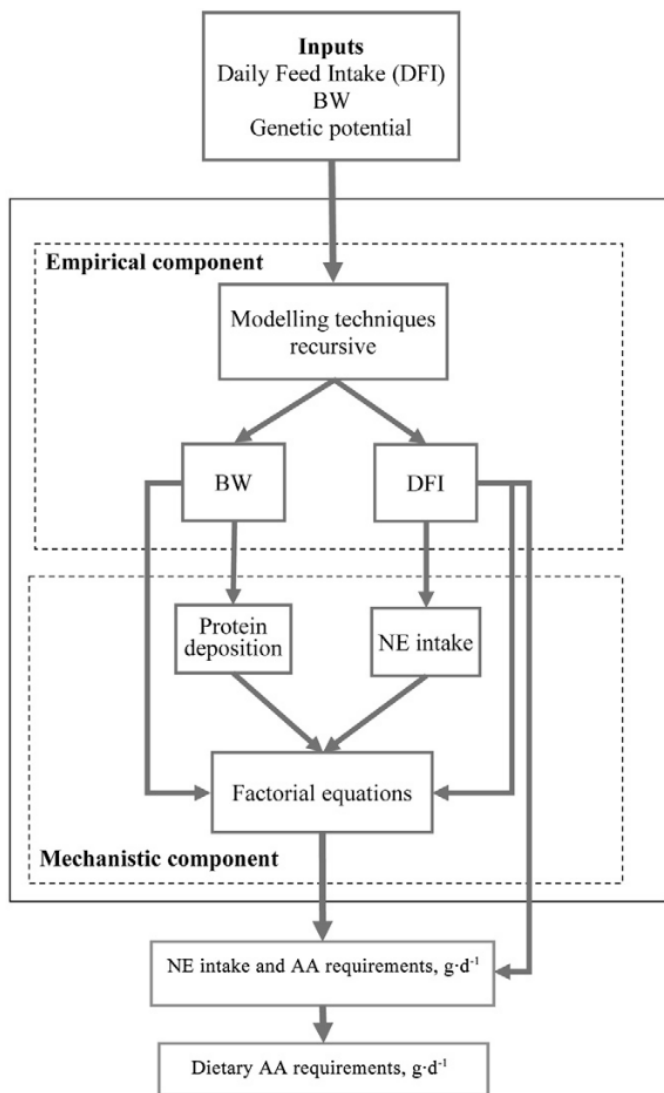 Inputs
Daily Feed Intake (DFI)
BW
Genetic potential
Empirical component
Modelling techniques
recursive
BW
DFI
Protein
deposition
NE intake
Factorial equations
Mechanistic component
NE intake and AA requirements, g·d⁻¹
Dietary AA requirements, g·d⁻¹